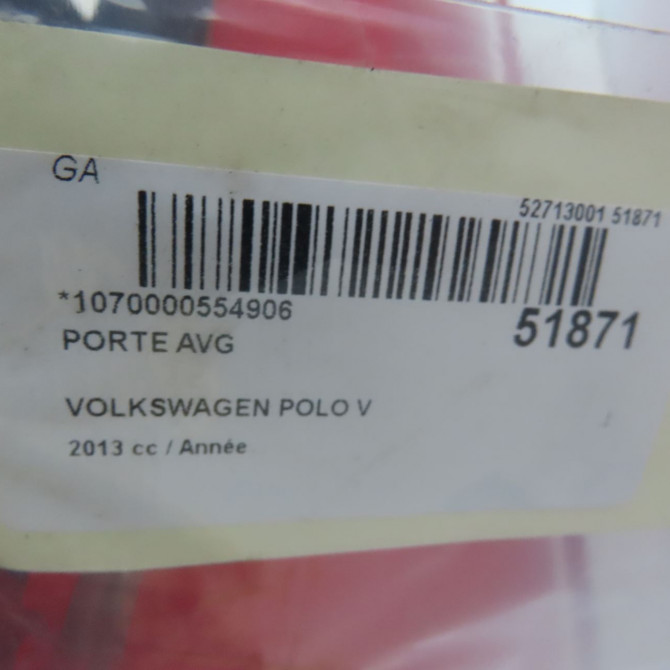 GA
52713001 51871
*1070000554906
51871
PORTE AVG
VOLKSWAGEN POLO V
2013 cc / Année